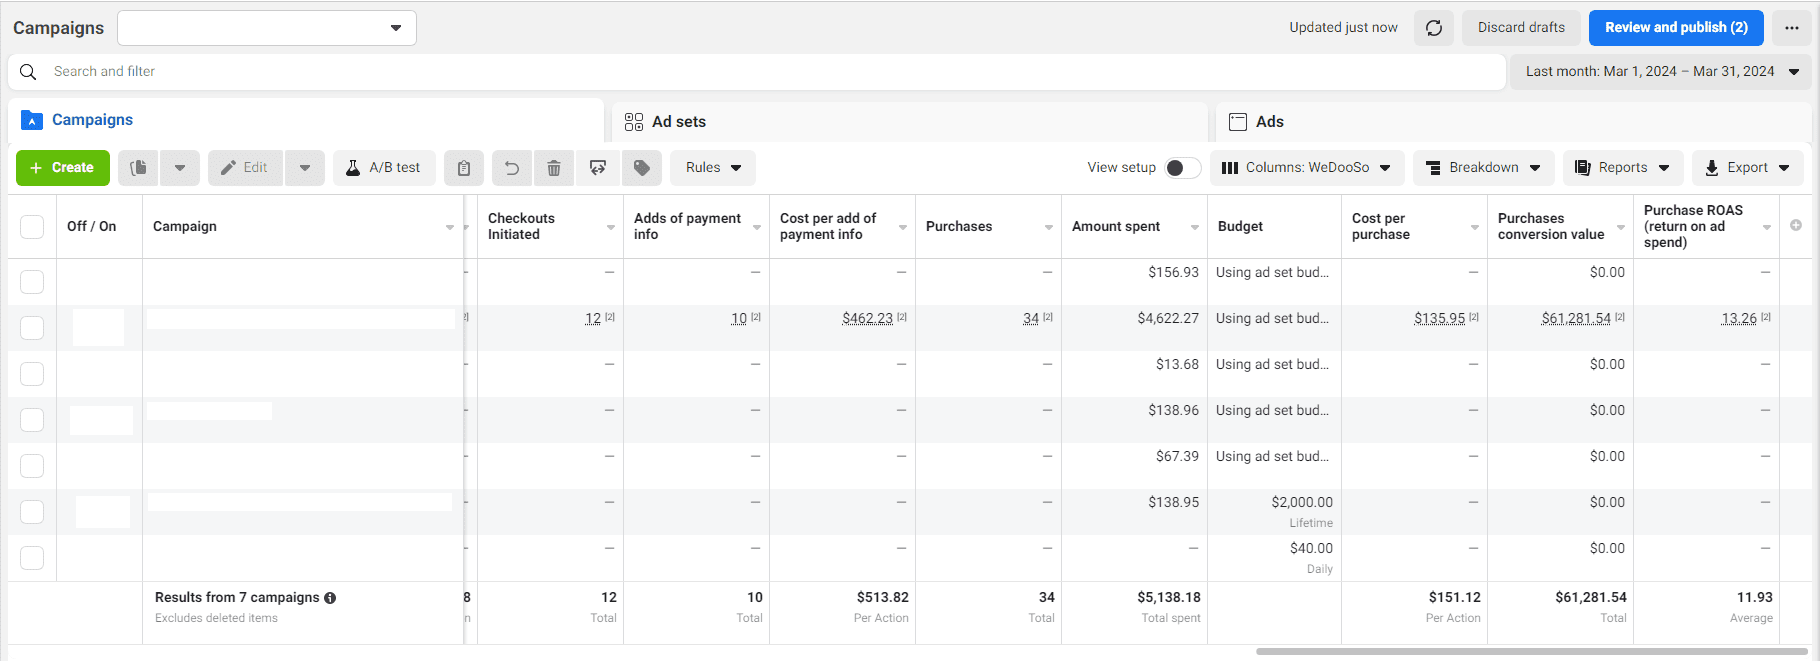 Campaigns
Updated just now
Discard drafts
Review and publish (2)
Search and filter
Last month: Mar 1, 2024 – Mar 31, 2024
Campaigns
Ad sets
Ads
+ Create
Edit
A/B test
Rules
View setup
Columns: WeDooSo
Breakdown
Reports
Export
Off / On
Campaign
Checkouts
Initiated
Adds of payment
info
Cost per add of
payment info
Purchases
Amount spent
Budget
Cost per
purchase
Purchases
conversion value
Purchase ROAS
(return on ad
spend)
— — — — $156.93 Using ad set bud... — $0.00 —
12 [2] 10 [2] $462.23 [2] 34 [2] $4,622.27 Using ad set bud... $135.95 [2] $61,281.54 [2] 13.26 [2]
— — — — $13.68 Using ad set bud... — $0.00 —
— — — — $138.96 Using ad set bud... — $0.00 —
— — — — $67.39 Using ad set bud... — $0.00 —
— — — — $138.95 $2,000.00 — $0.00 —
Lifetime
— — — — — $40.00 — $0.00 —
Daily
Results from 7 campaigns 8 12 10 $513.82 34 $5,138.18 $151.12 $61,281.54 11.93
Excludes deleted items n Total Total Per Action Total Total spent Per Action Total Average